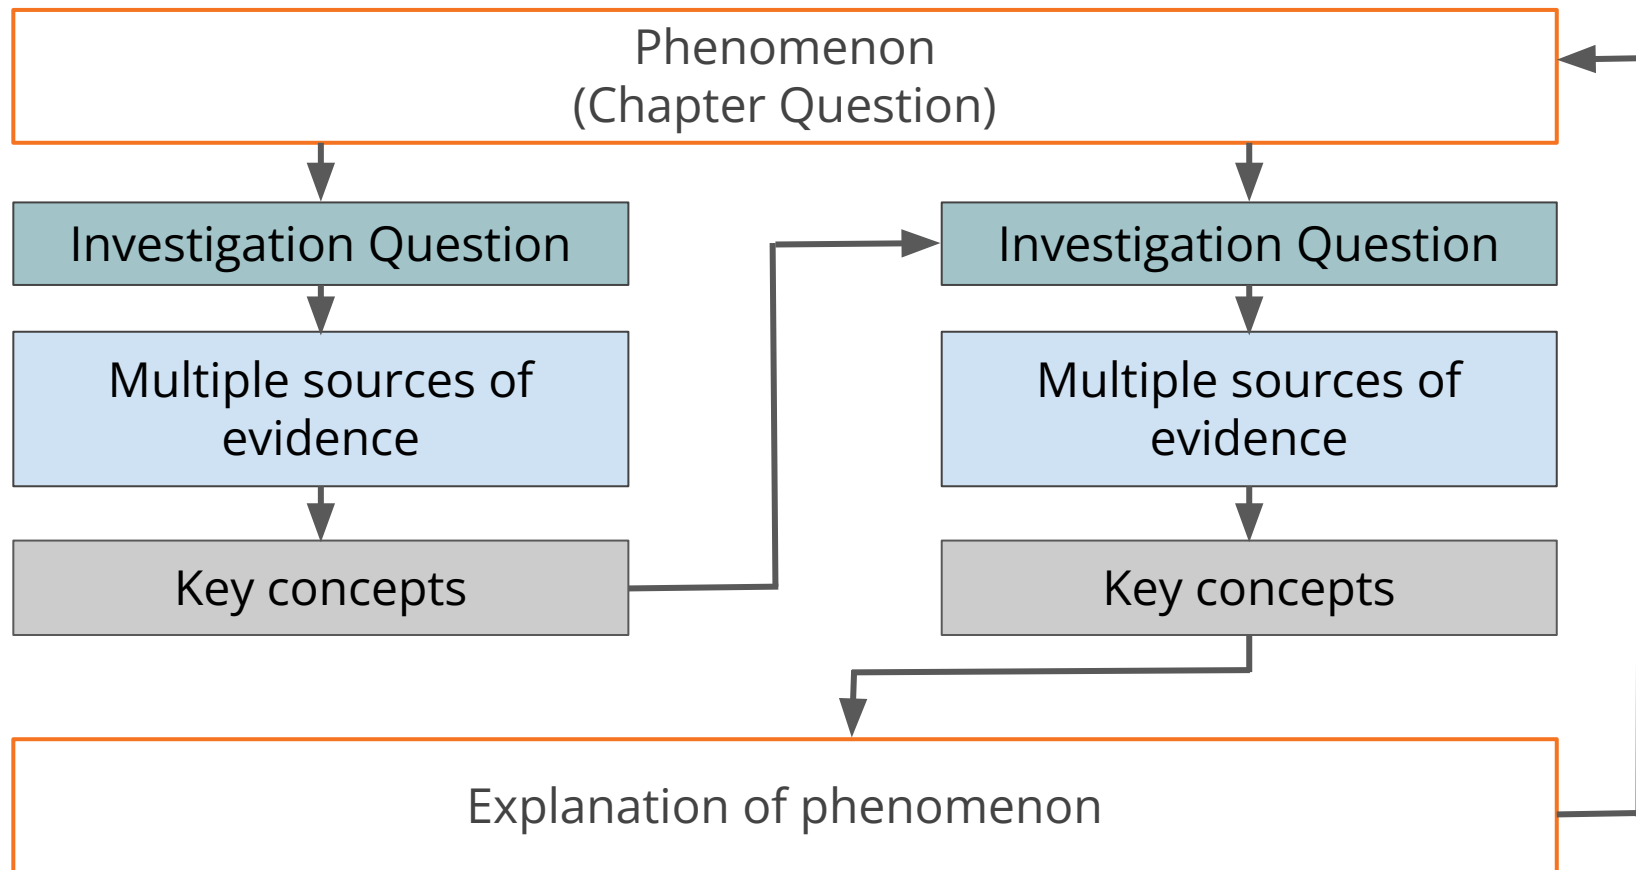 Phenomenon
(Chapter Question)
Investigation Question
Multiple sources of
evidence
Key concepts
Investigation Question
Multiple sources of
evidence
Key concepts
Explanation of phenomenon